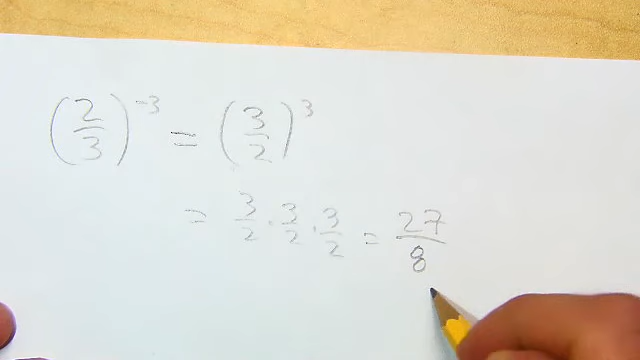 (2/3)^-3 = (3/2)^3
= 3/2 · 3/2 · 3/2 = 27/8